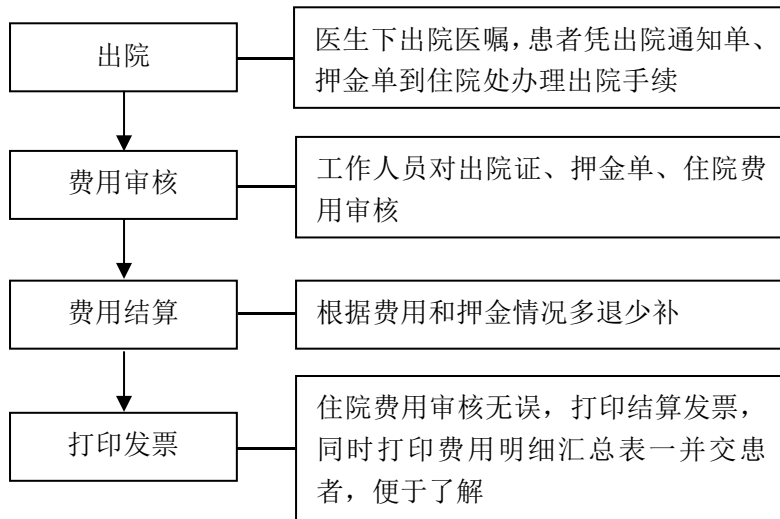 出院
医生下出院医嘱，患者凭出院通知单、
押金单到住院处办理出院手续
费用审核
工作人员对出院证、押金单、住院费
用审核
费用结算
根据费用和押金情况多退少补
打印发票
住院费用审核无误，打印结算发票，
同时打印费用明细汇总表一并交患
者，便于了解